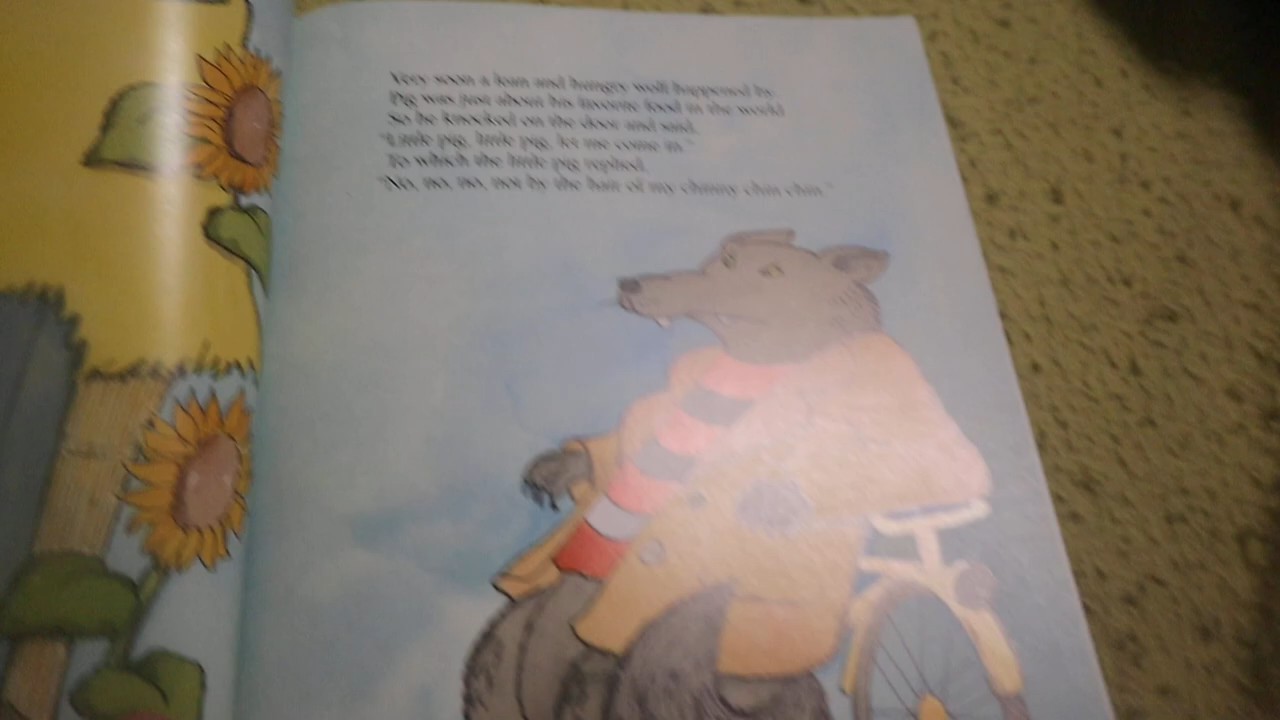 Very soon a lean and hungry wolf happened by.
Pig was just about his favorite food in the world
So he knocked on the door and said,
"Little pig, little pig, let me come in."
To which the little pig replied,
"No, no, no, not by the hair of my chinny chin chin."